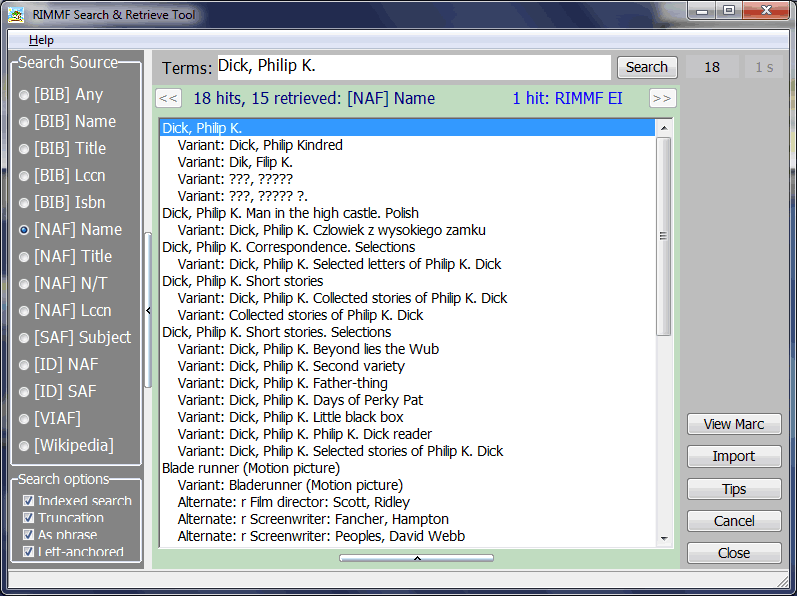 RIMMF Search & Retrieve Tool
Help
Search Source
[BIB] Any
[BIB] Name
[BIB] Title
[BIB] Lccn
[BIB] Isbn
[NAF] Name
[NAF] Title
[NAF] N/T
[NAF] Lccn
[SAF] Subject
[ID] NAF
[ID] SAF
[VIAF]
[Wikipedia]
Search options
Indexed search
Truncation
As phrase
Left-anchored
Terms: Dick, Philip K. Search 18 1 s
<< 18 hits, 15 retrieved: [NAF] Name 1 hit: RIMMF EI >>
Dick, Philip K.
Variant: Dick, Philip Kindred
Variant: Dik, Filip K.
Variant: ???, ?????
Variant: ???, ????? ?.
Dick, Philip K. Man in the high castle. Polish
Variant: Dick, Philip K. Czlowiek z wysokiego zamku
Dick, Philip K. Correspondence. Selections
Variant: Dick, Philip K. Selected letters of Philip K. Dick
Dick, Philip K. Short stories
Variant: Dick, Philip K. Collected stories of Philip K. Dick
Variant: Collected stories of Philip K. Dick
Dick, Philip K. Short stories. Selections
Variant: Dick, Philip K. Beyond lies the Wub
Variant: Dick, Philip K. Second variety
Variant: Dick, Philip K. Father-thing
Variant: Dick, Philip K. Days of Perky Pat
Variant: Dick, Philip K. Little black box
Variant: Dick, Philip K. Philip K. Dick reader
Variant: Dick, Philip K. Selected stories of Philip K. Dick
Blade runner (Motion picture)
Variant: Bladerunner (Motion picture)
Alternate: r Film director: Scott, Ridley
Alternate: r Screenwriter: Fancher, Hampton
Alternate: r Screenwriter: Peoples, David Webb
View Marc
Import
Tips
Cancel
Close